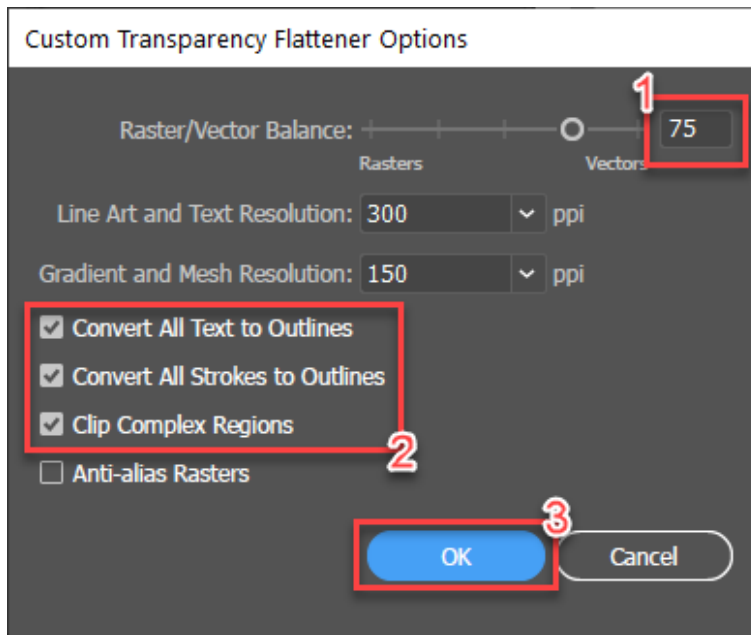 Custom Transparency Flattener Options
1
Raster/Vector Balance: 75
Rasters Vectors
Line Art and Text Resolution: 300 ppi
Gradient and Mesh Resolution: 150 ppi
Convert All Text to Outlines
Convert All Strokes to Outlines
Clip Complex Regions
2
Anti-alias Rasters
3
OK Cancel